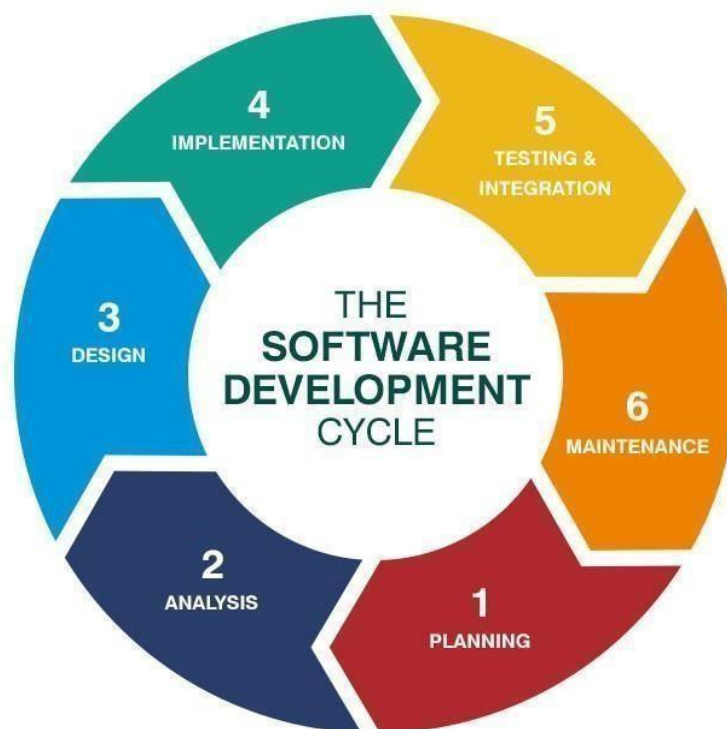 THE
SOFTWARE
DEVELOPMENT
CYCLE
1
PLANNING
2
ANALYSIS
3
DESIGN
4
IMPLEMENTATION
5
TESTING &
INTEGRATION
6
MAINTENANCE